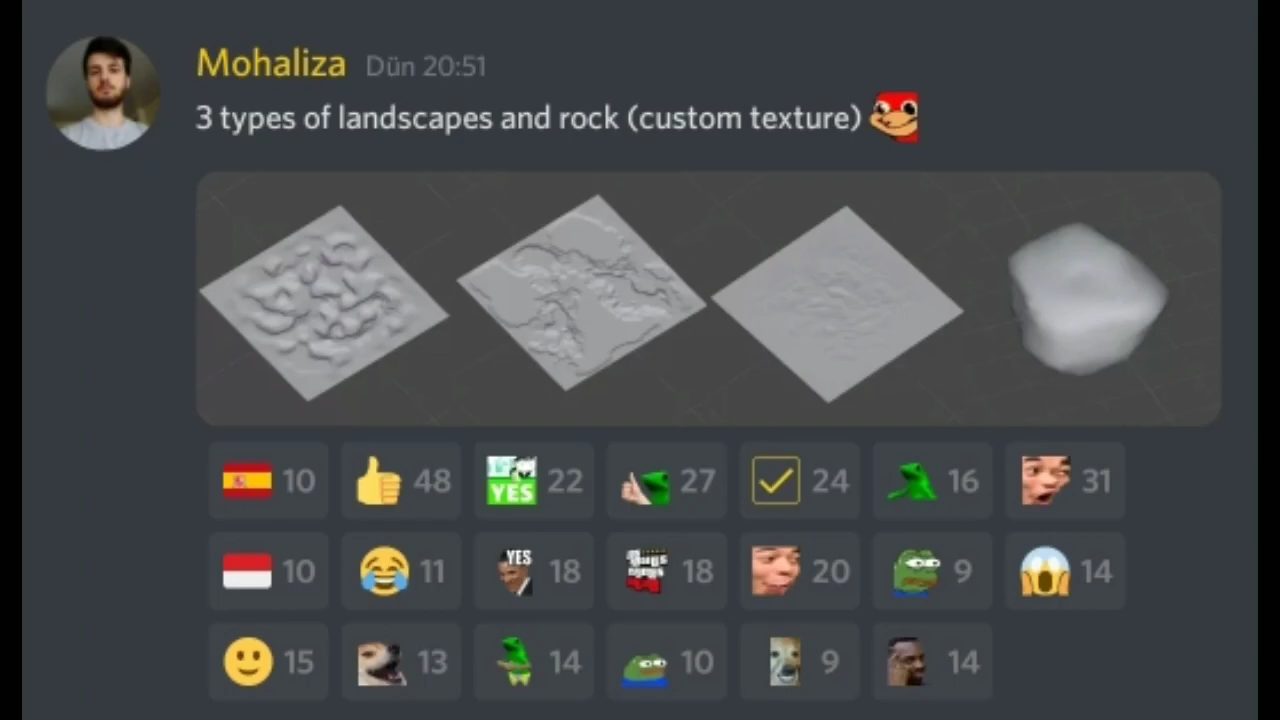 Mohaliza Dün 20:51
3 types of landscapes and rock (custom texture)
10 48 YES 22 27 24 16 31
10 11 YES 18 18 20 9 14
15 13 14 10 9 14